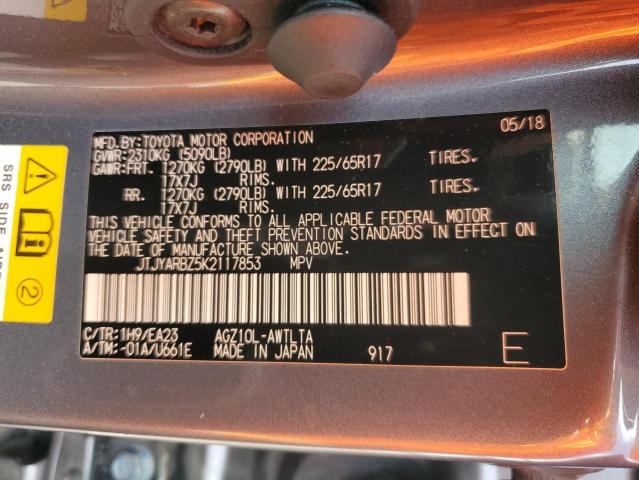 MFD.BY:TOYOTA MOTOR CORPORATION 05/18
GVWR:2310KG (5090LB)
GAWR:FRT. 1270KG (2790LB) WITH 225/65R17 TIRES.
17X7J RIMS.
RR. 1270KG (2790LB) WITH 225/65R17 TIRES.
17X7J RIMS.
THIS VEHICLE CONFORMS TO ALL APPLICABLE FEDERAL MOTOR
VEHICLE SAFETY AND THEFT PREVENTION STANDARDS IN EFFECT ON
THE DATE OF MANUFACTURE SHOWN ABOVE.
JTJYARBZ5K2117853 MPV
C/TR:1H9/EA23 AGZ10L-AWTLTA
A/TM:-01A/U661E MADE IN JAPAN 917 E
SRS SIDE
2